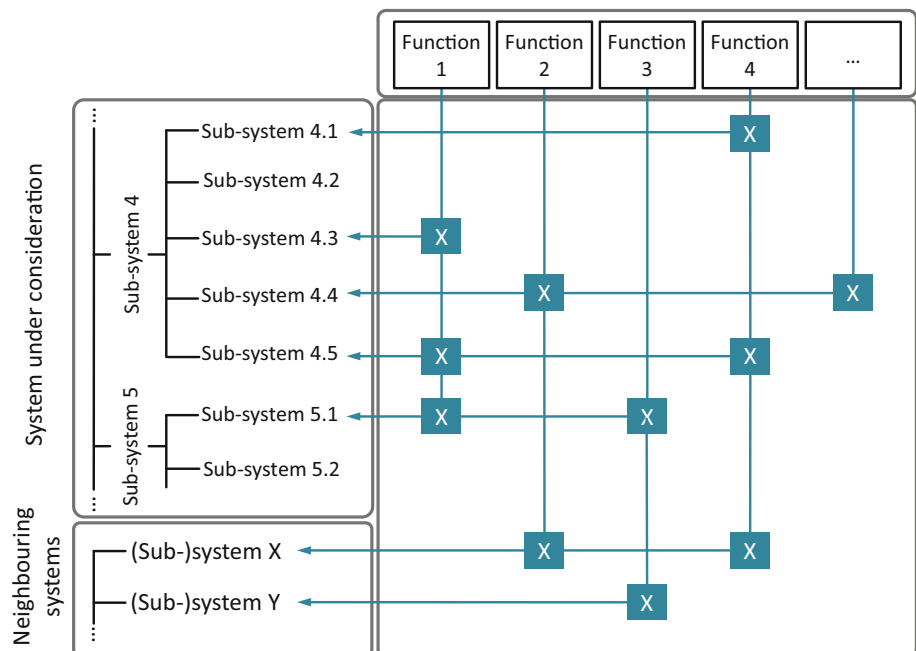 Function 1
Function 2
Function 3
Function 4
...
System under consideration
...
Sub-system 4
Sub-system 4.1
X
Sub-system 4.2
Sub-system 4.3
X
Sub-system 4.4
X
X
Sub-system 4.5
X
X
Sub-system 5
Sub-system 5.1
X
X
Sub-system 5.2
...
Neighbouring systems
(Sub-)system X
X
X
(Sub-)system Y
X
...